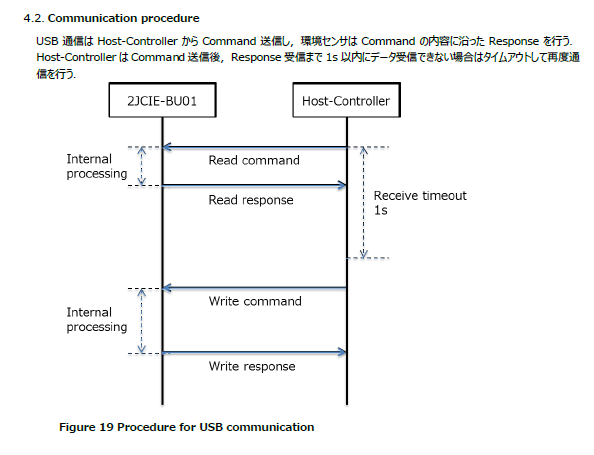 4.2. Communication procedure
USB 通信は Host-Controller から Command 送信し，環境センサは Command の内容に沿った Response を行う.
Host-Controller は Command 送信後，Response 受信まで 1s 以内にデータ受信できない場合はタイムアウトして再度通
信を行う.
2JCIE-BU01
Host-Controller
Internal
processing
Read command
Read response
Receive timeout
1s
Write command
Internal
processing
Write response
Figure 19 Procedure for USB communication